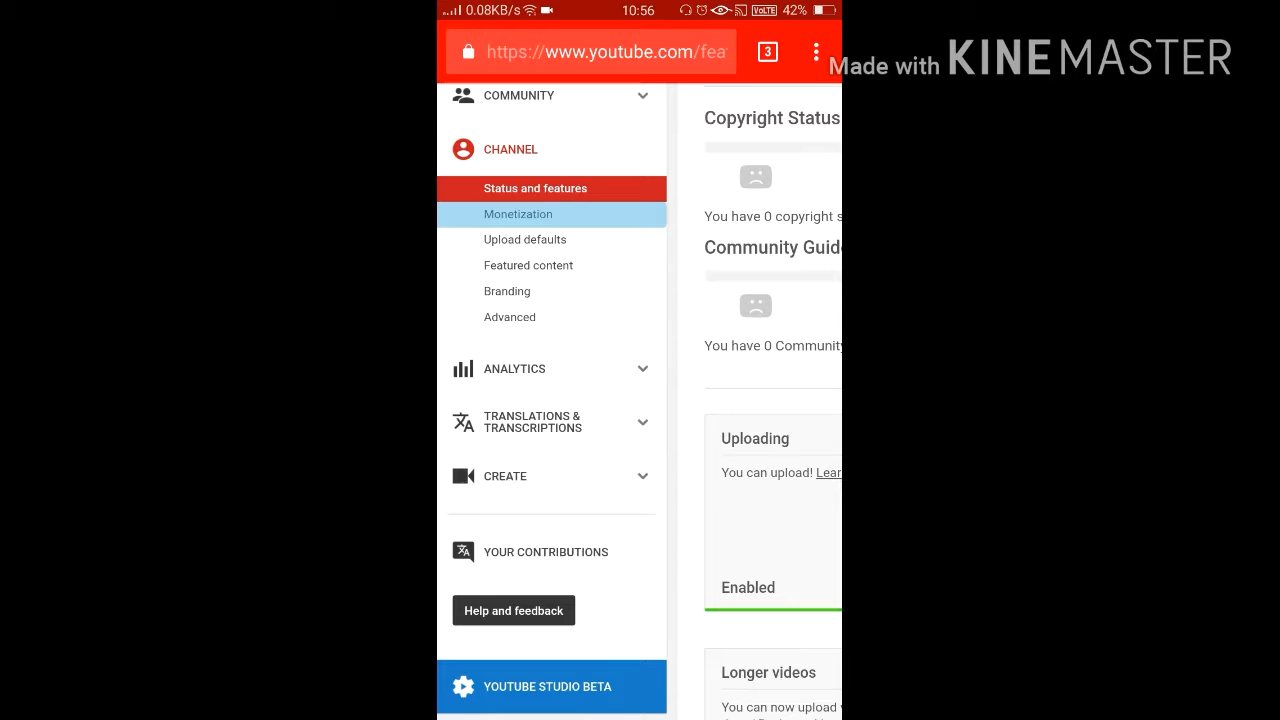 0.08KB/s 10:56 VoLTE 42%
https://www.youtube.com/fea 3
Made with KINEMASTER
COMMUNITY
CHANNEL
Status and features
Monetization
Upload defaults
Featured content
Branding
Advanced
ANALYTICS
TRANSLATIONS &
TRANSCRIPTIONS
CREATE
YOUR CONTRIBUTIONS
Help and feedback
YOUTUBE STUDIO BETA
Copyright Status
You have 0 copyright s
Community Guid
You have 0 Community
Uploading
You can upload! Lear
Enabled
Longer videos
You can now upload